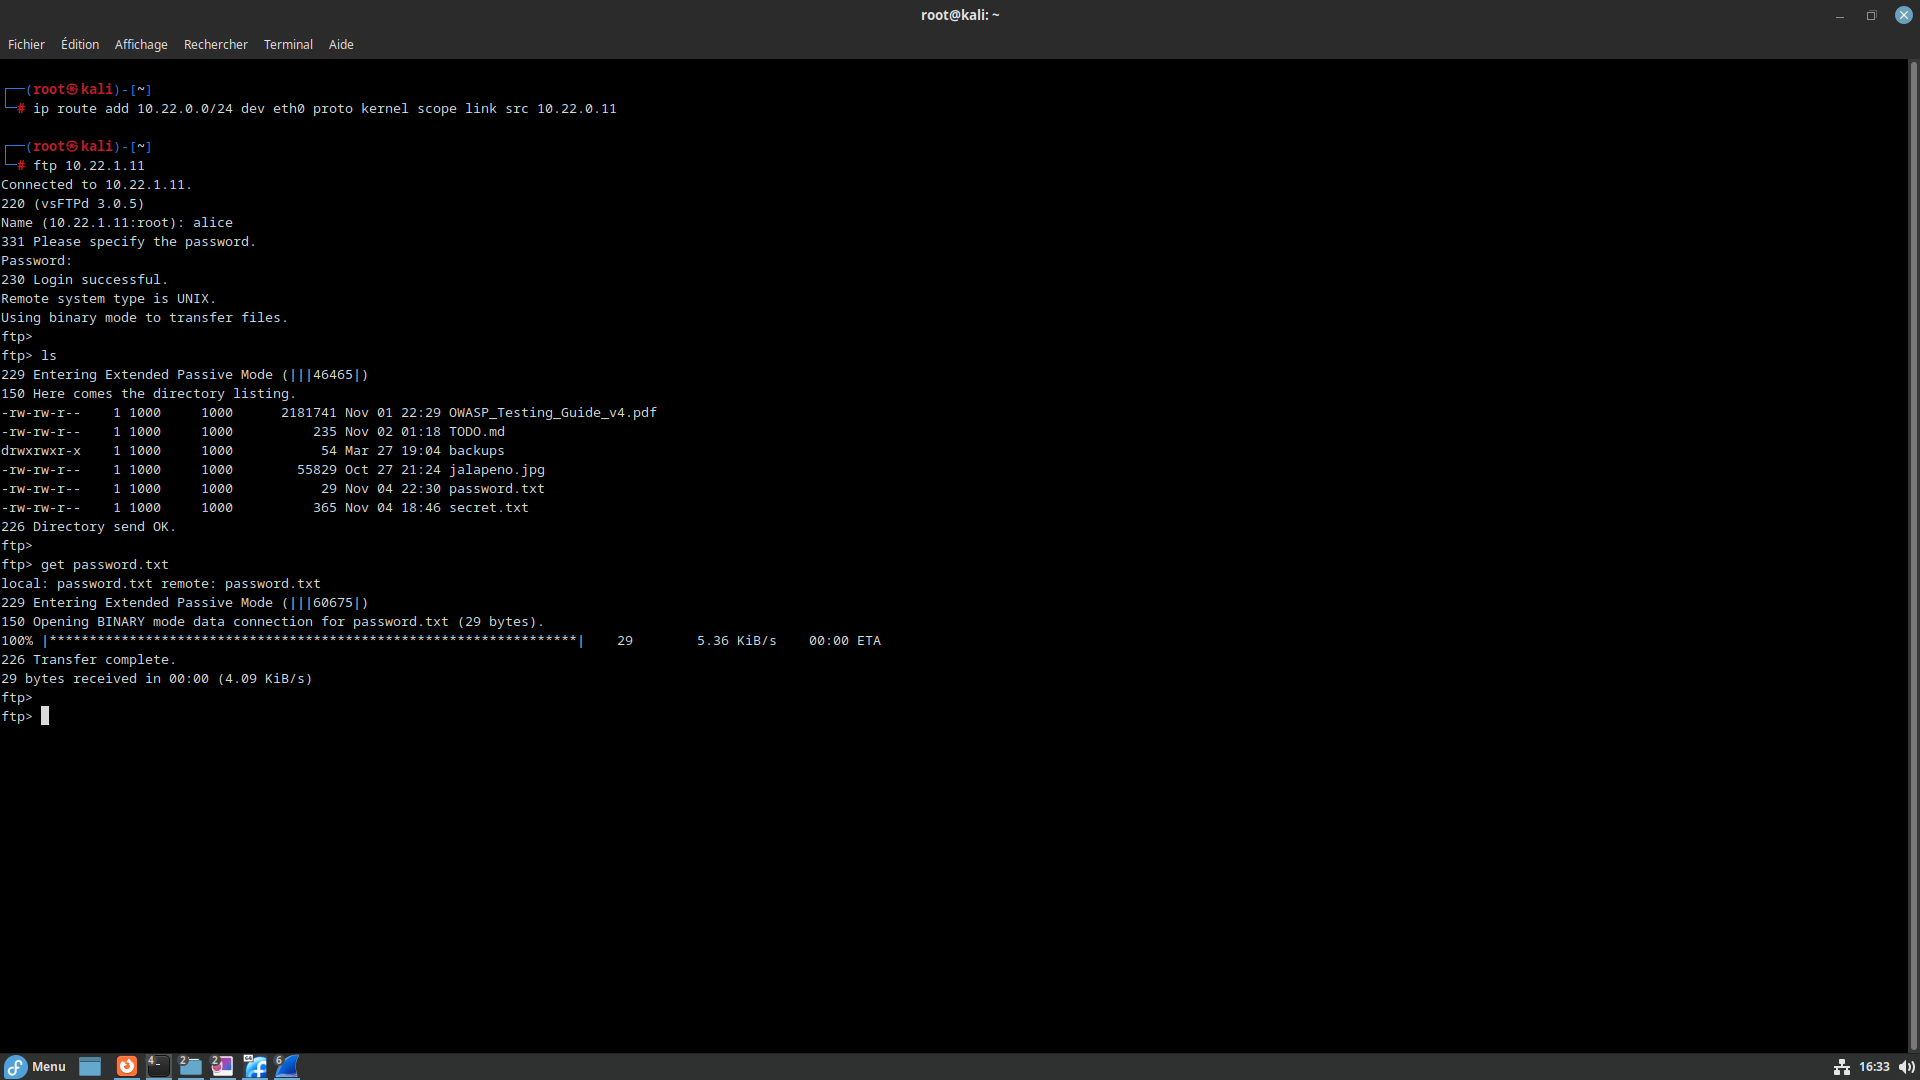 root@kali: ~
Fichier Édition Affichage Rechercher Terminal Aide
┌──(root㉿kali)-[~]
└─# ip route add 10.22.0.0/24 dev eth0 proto kernel scope link src 10.22.0.11
┌──(root㉿kali)-[~]
└─# ftp 10.22.1.11
Connected to 10.22.1.11.
220 (vsFTPd 3.0.5)
Name (10.22.1.11:root): alice
331 Please specify the password.
Password:
230 Login successful.
Remote system type is UNIX.
Using binary mode to transfer files.
ftp>
ftp> ls
229 Entering Extended Passive Mode (|||46465|)
150 Here comes the directory listing.
-rw-rw-r--    1 1000     1000      2181741 Nov 01 22:29 OWASP_Testing_Guide_v4.pdf
-rw-rw-r--    1 1000     1000          235 Nov 02 01:18 TODO.md
drwxrwxr-x    1 1000     1000           54 Mar 27 19:04 backups
-rw-rw-r--    1 1000     1000        55829 Oct 27 21:24 jalapeno.jpg
-rw-rw-r--    1 1000     1000           29 Nov 04 22:30 password.txt
-rw-rw-r--    1 1000     1000          365 Nov 04 18:46 secret.txt
226 Directory send OK.
ftp>
ftp> get password.txt
local: password.txt remote: password.txt
229 Entering Extended Passive Mode (|||60675|)
150 Opening BINARY mode data connection for password.txt (29 bytes).
100% |******************************************************************|    29        5.36 KiB/s    00:00 ETA
226 Transfer complete.
29 bytes received in 00:00 (4.09 KiB/s)
ftp>
ftp>
Menu 4 2 2 64 6 16:33